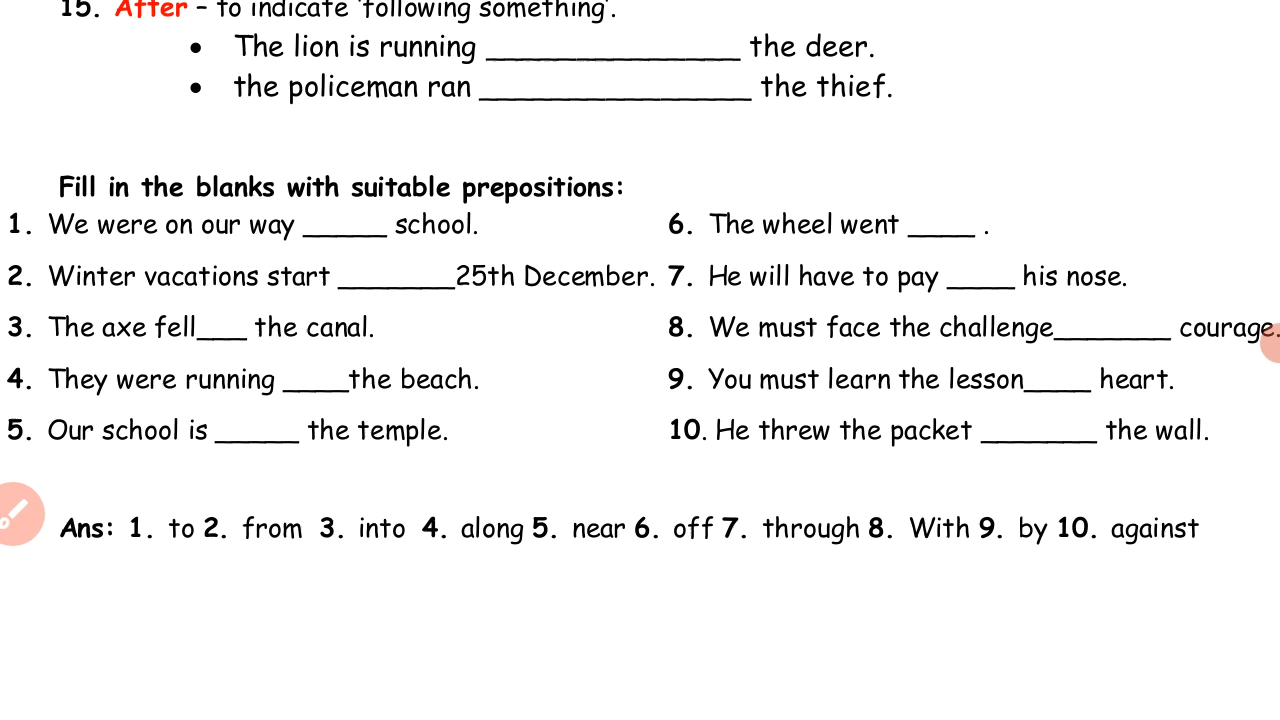 15. After – to indicate 'following something'.
• The lion is running ______________ the deer.
• the policeman ran _______________ the thief.
Fill in the blanks with suitable prepositions:
1. We were on our way _____ school.
2. Winter vacations start _______25th December.
3. The axe fell___ the canal.
4. They were running ____the beach.
5. Our school is _____ the temple.
6. The wheel went ____ .
7. He will have to pay ____ his nose.
8. We must face the challenge_______ courage.
9. You must learn the lesson____ heart.
10. He threw the packet _______ the wall.
Ans: 1. to 2. from 3. into 4. along 5. near 6. off 7. through 8. With 9. by 10. against